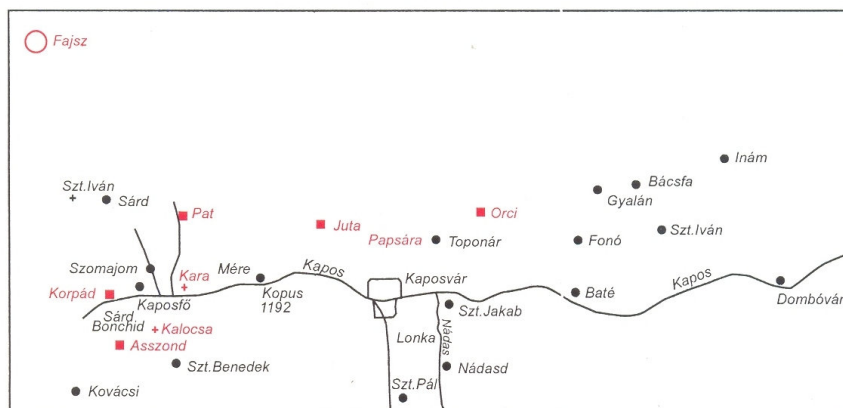 Fajsz
Inám
Szt.Iván
Bácsfa
Sárd
Gyalán
Pat
Orci
Juta
Papsára
Toponár
Fonó
Szt.Iván
Szomajom
Kara
Mére
Kapos
Kaposvár
Kapos
Korpád
Kaposfő
Kopus
1192
Baté
Dombóvár
Sárd.
Bonchid
Kalocsa
Szt.Jakab
Asszond
Lonka
Nádas
Szt.Benedek
Nádasd
Kovácsi
Szt.Pál